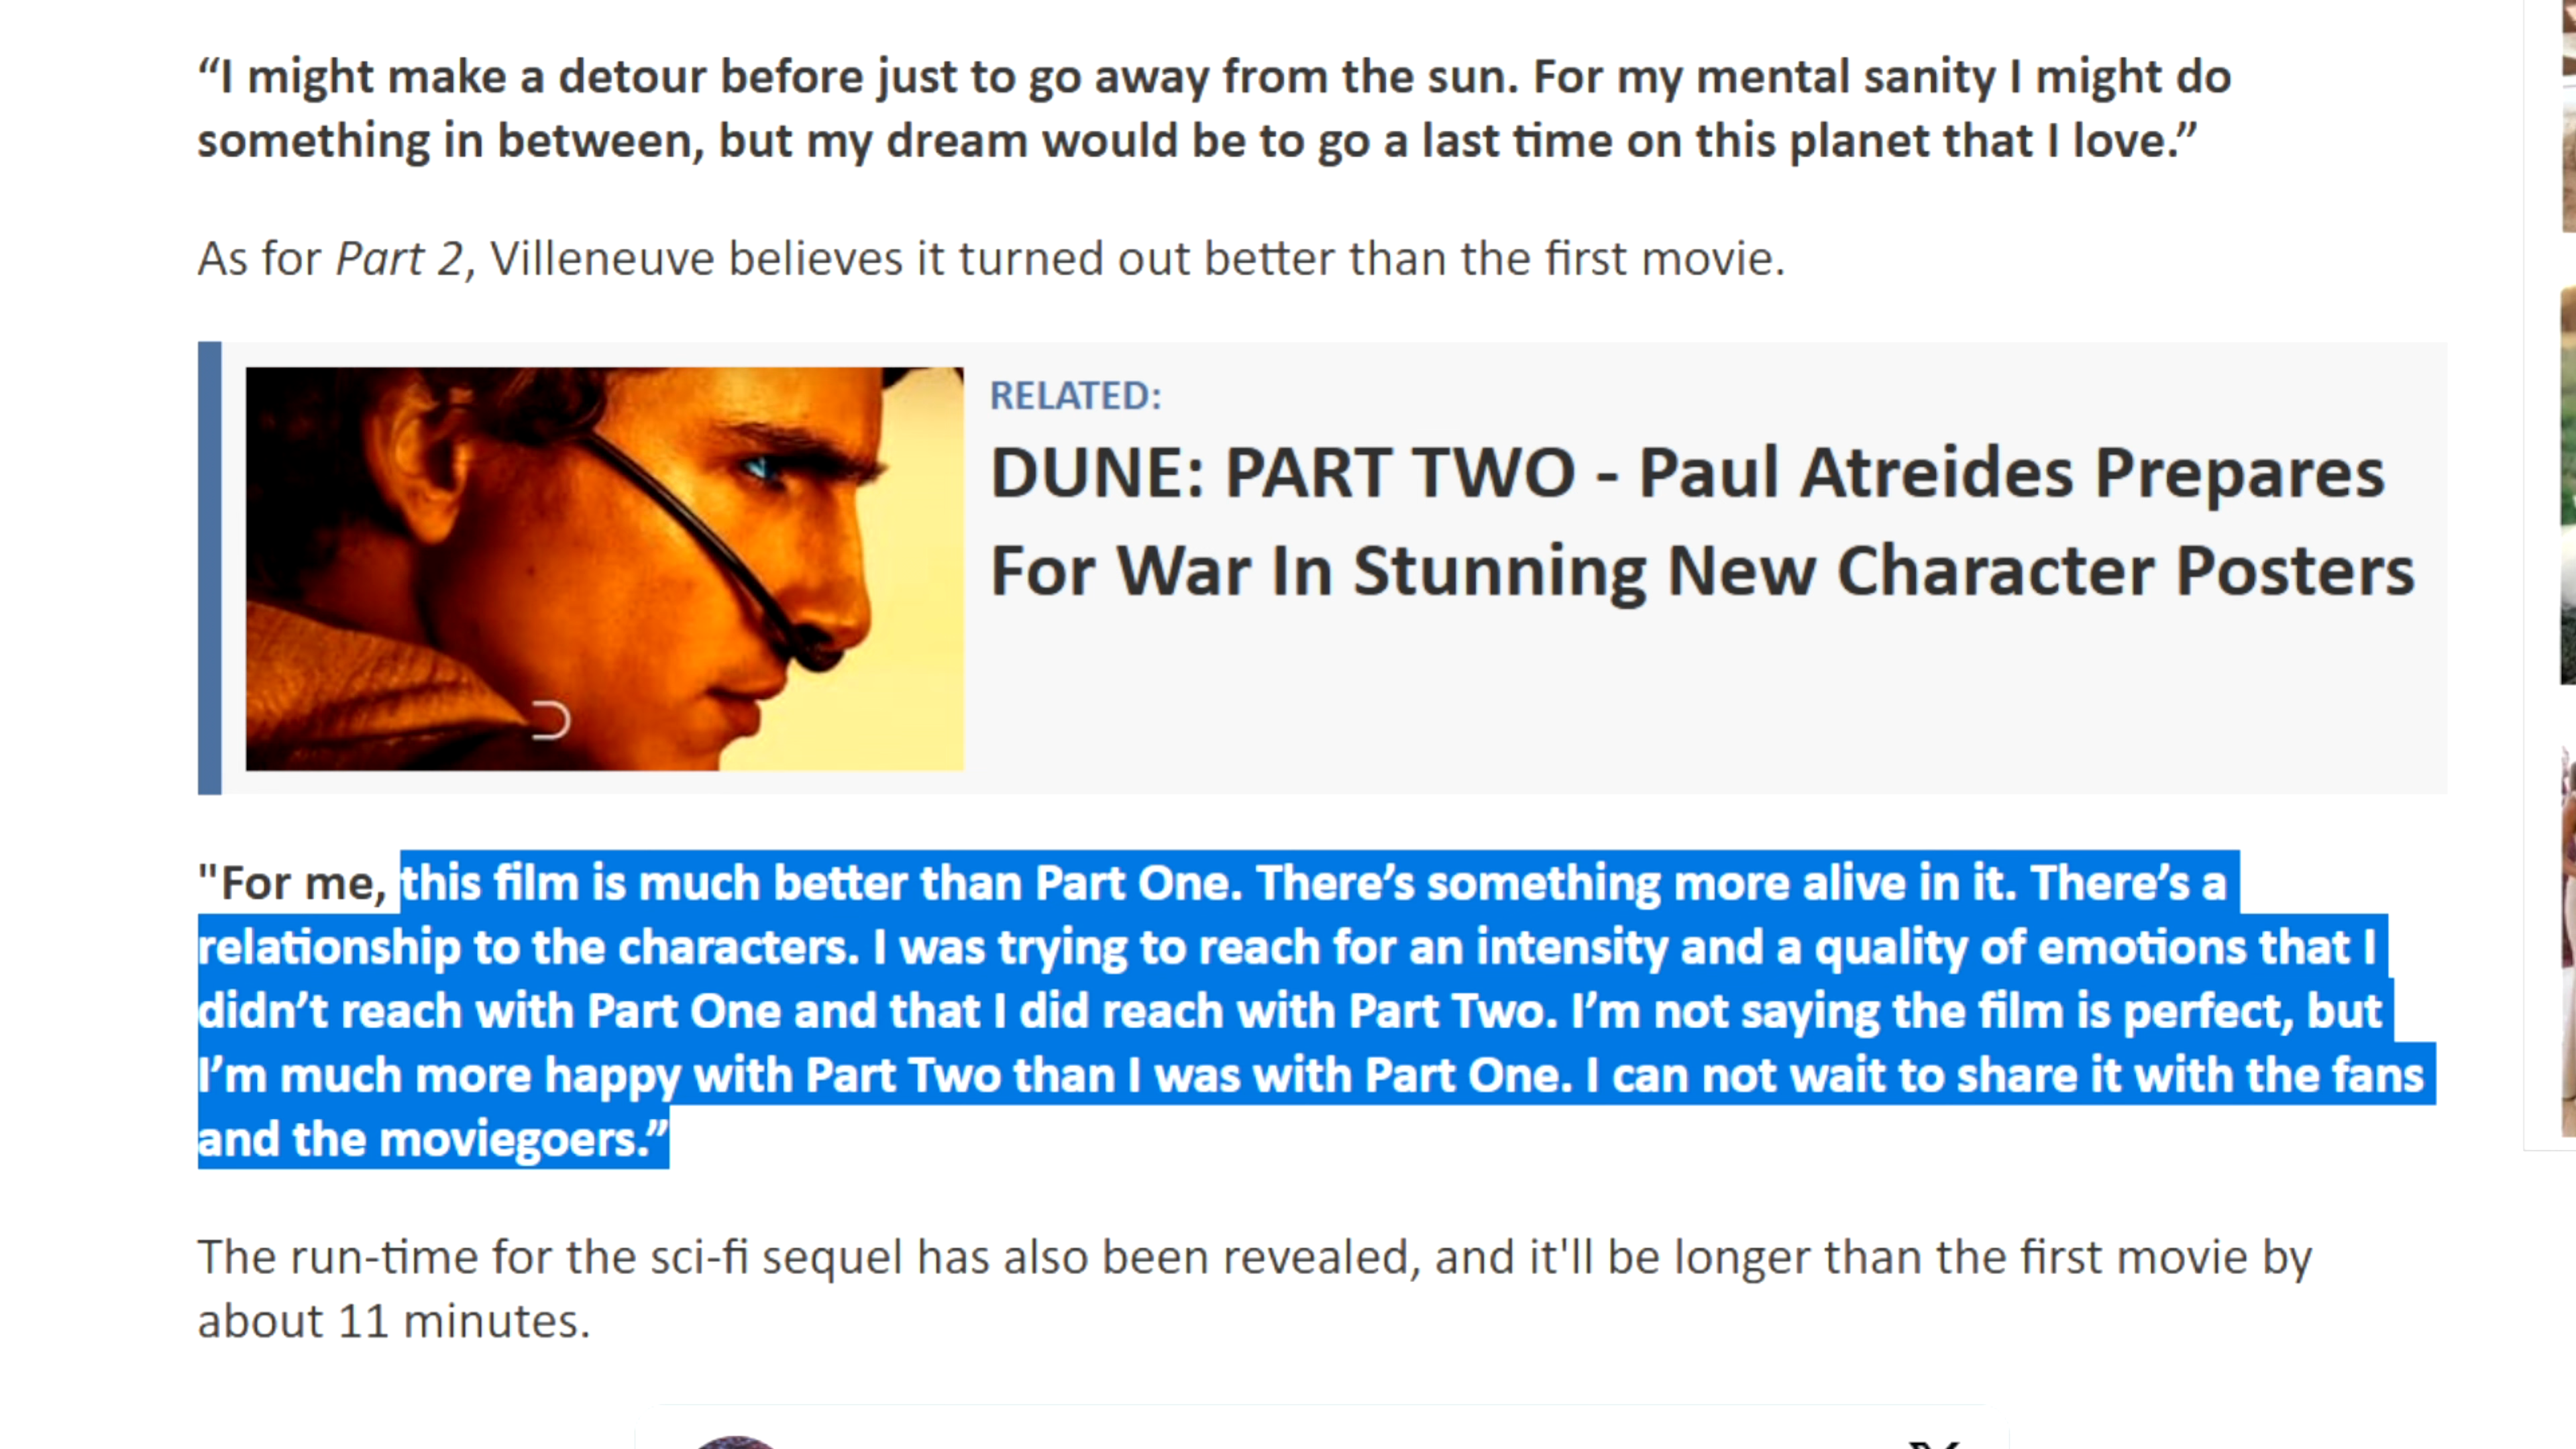 “I might make a detour before just to go away from the sun. For my mental sanity I might do
something in between, but my dream would be to go a last time on this planet that I love.”
As for Part 2, Villeneuve believes it turned out better than the first movie.
RELATED:
DUNE: PART TWO - Paul Atreides Prepares
For War In Stunning New Character Posters
"For me, this film is much better than Part One. There’s something more alive in it. There’s a
relationship to the characters. I was trying to reach for an intensity and a quality of emotions that I
didn’t reach with Part One and that I did reach with Part Two. I’m not saying the film is perfect, but
I’m much more happy with Part Two than I was with Part One. I can not wait to share it with the fans
and the moviegoers.”
The run-time for the sci-fi sequel has also been revealed, and it'll be longer than the first movie by
about 11 minutes.